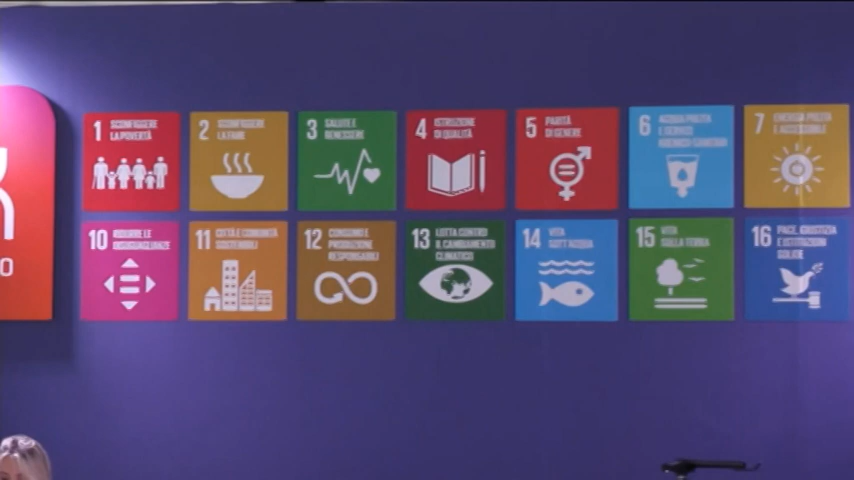 1 SCONFIGGERE
LA POVERTÀ
2 SCONFIGGERE
LA FAME
3 SALUTE E
BENESSERE
4 ISTRUZIONE
DI QUALITÀ
5 PARITÀ
DI GENERE
6 ACQUA PULITA
E SERVIZI
IGIENICO-SANITARI
7 ENERGIA PULITA
E ACCESSIBILE
10 RIDURRE LE
DISUGUAGLIANZE
11 CITTÀ E COMUNITÀ
SOSTENIBILI
12 CONSUMO E
PRODUZIONE
RESPONSABILI
13 LOTTA CONTRO
IL CAMBIAMENTO
CLIMATICO
14 VITA
SOTT'ACQUA
15 VITA
SULLA TERRA
16 PACE, GIUSTIZIA
E ISTITUZIONI
SOLIDE